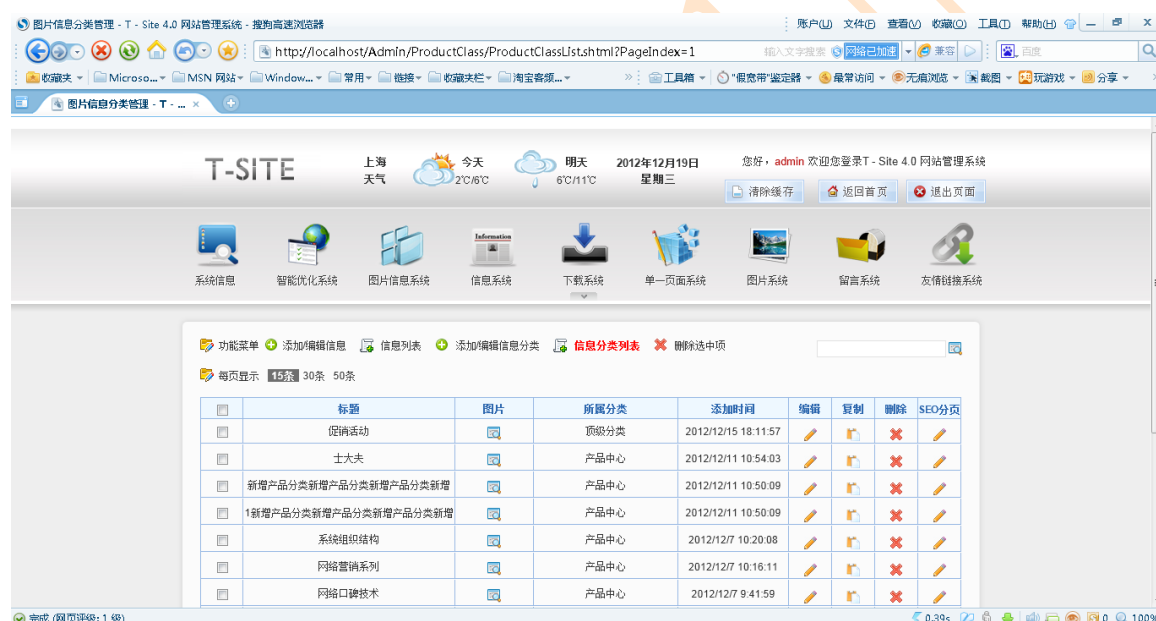 图片信息分类管理 - T - Site 4.0 网站管理系统 - 搜狗高速浏览器 账户(U) 文件(F) 查看(V) 收藏(O) 工具(T) 帮助(H)
http://localhost/Admin/ProductClass/ProductClassList.shtml?PageIndex=1 输入文字搜索 网络已加速 兼容 百度
收藏夹 Microso... MSN 网站 Window... 常用 链接 收藏夹栏 淘宝客频... » 工具箱 "假宽带"鉴定器 最常访问 无痕浏览 截图 玩游戏 分享
图片信息分类管理 - T - ...
T-SITE 上海 天气 今天 2℃/6℃ 明天 6℃/11℃ 2012年12月19日 星期三 您好，admin 欢迎您登录T - Site 4.0 网站管理系统
清除缓存 返回首页 退出页面
系统信息 智能优化系统 图片信息系统 信息系统 下载系统 单一页面系统 图片系统 留言系统 友情链接系统
功能菜单 添加/编辑信息 信息列表 添加/编辑信息分类 信息分类列表 删除选中项
每页显示 15条 30条 50条
标题 图片 所属分类 添加时间 编辑 复制 删除 SEO分页
促销活动 顶级分类 2012/12/15 18:11:57
士大夫 产品中心 2012/12/11 10:54:03
新增产品分类新增产品分类新增产品分类新增 产品中心 2012/12/11 10:50:09
1新增产品分类新增产品分类新增产品分类新增 产品中心 2012/12/11 10:50:09
系统组织结构 产品中心 2012/12/7 10:20:08
网络营销系列 产品中心 2012/12/7 10:16:11
网络口碑技术 产品中心 2012/12/7 9:41:59
完成 (网页评级: 1 级) 0.39s 0 100%